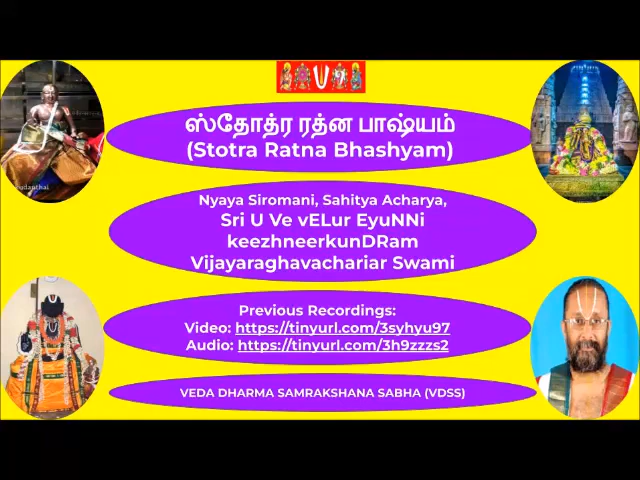 ஸ்தோத்ர ரத்ன பாஷ்யம்
(Stotra Ratna Bhashyam)
Nyaya Siromani, Sahitya Acharya,
Sri U Ve vELur EyuNNi
keezhneerkunDRam
Vijayaraghavachariar Swami
Previous Recordings:
Video: https://tinyurl.com/3syhyu97
Audio: https://tinyurl.com/3h9zzzs2
VEDA DHARMA SAMRAKSHANA SABHA (VDSS)